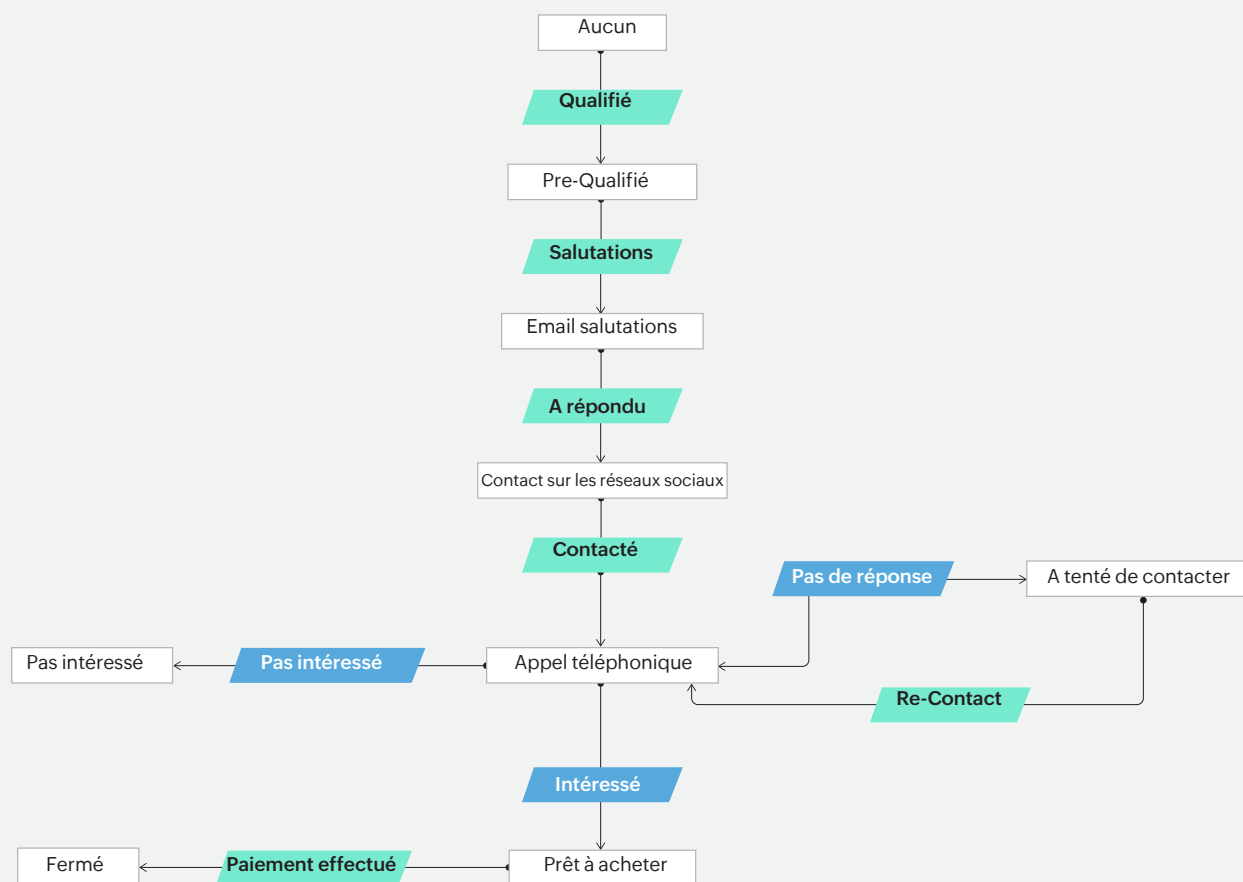 Aucun
Qualifié
Pre-Qualifié
Salutations
Email salutations
A répondu
Contact sur les réseaux sociaux
Contacté
Pas de réponse
A tenté de contacter
Pas intéressé
Pas intéressé
Appel téléphonique
Re-Contact
Intéressé
Fermé
Paiement effectué
Prêt à acheter